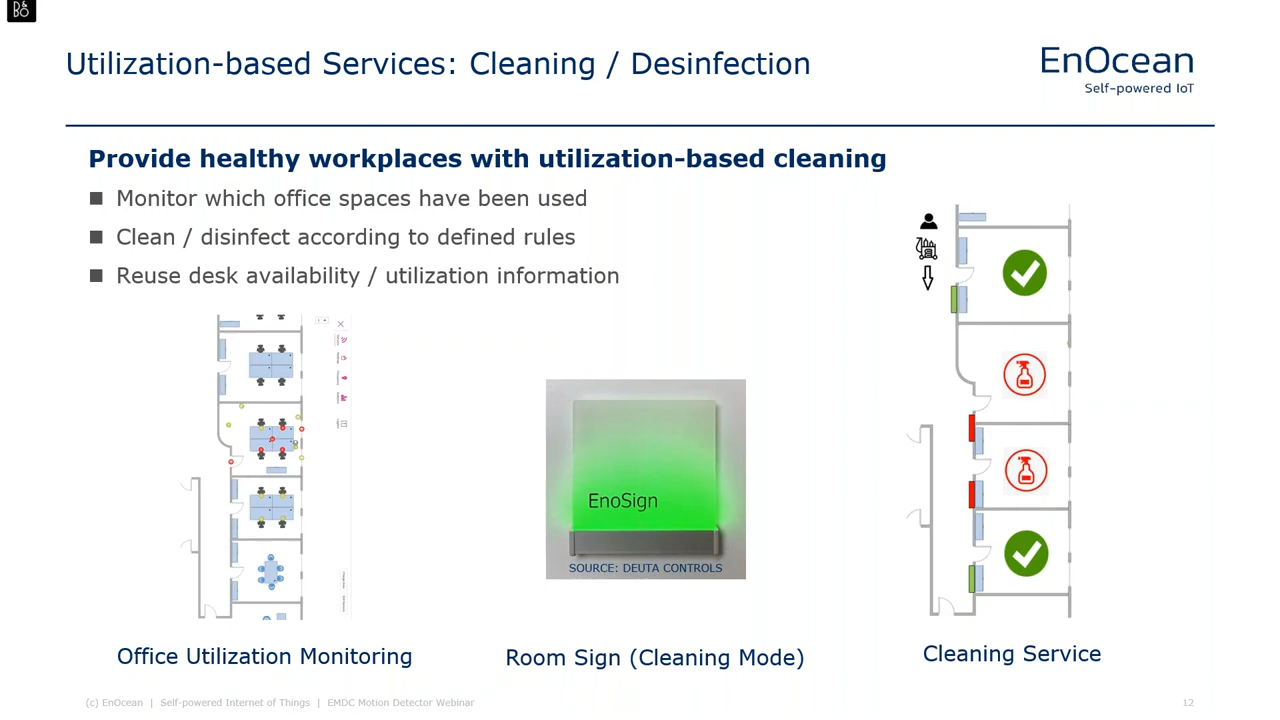 B&O
BO
Utilization-based Services: Cleaning / Desinfection
EnOcean
Self-powered IoT
Provide healthy workplaces with utilization-based cleaning
Monitor which office spaces have been used
Clean / disinfect according to defined rules
Reuse desk availability / utilization information
EnoSign
SOURCE: DEUTA CONTROLS
Office Utilization Monitoring
Room Sign (Cleaning Mode)
Cleaning Service
(c) EnOcean | Self-powered Internet of Things | EMDC Motion Detector Webinar
12